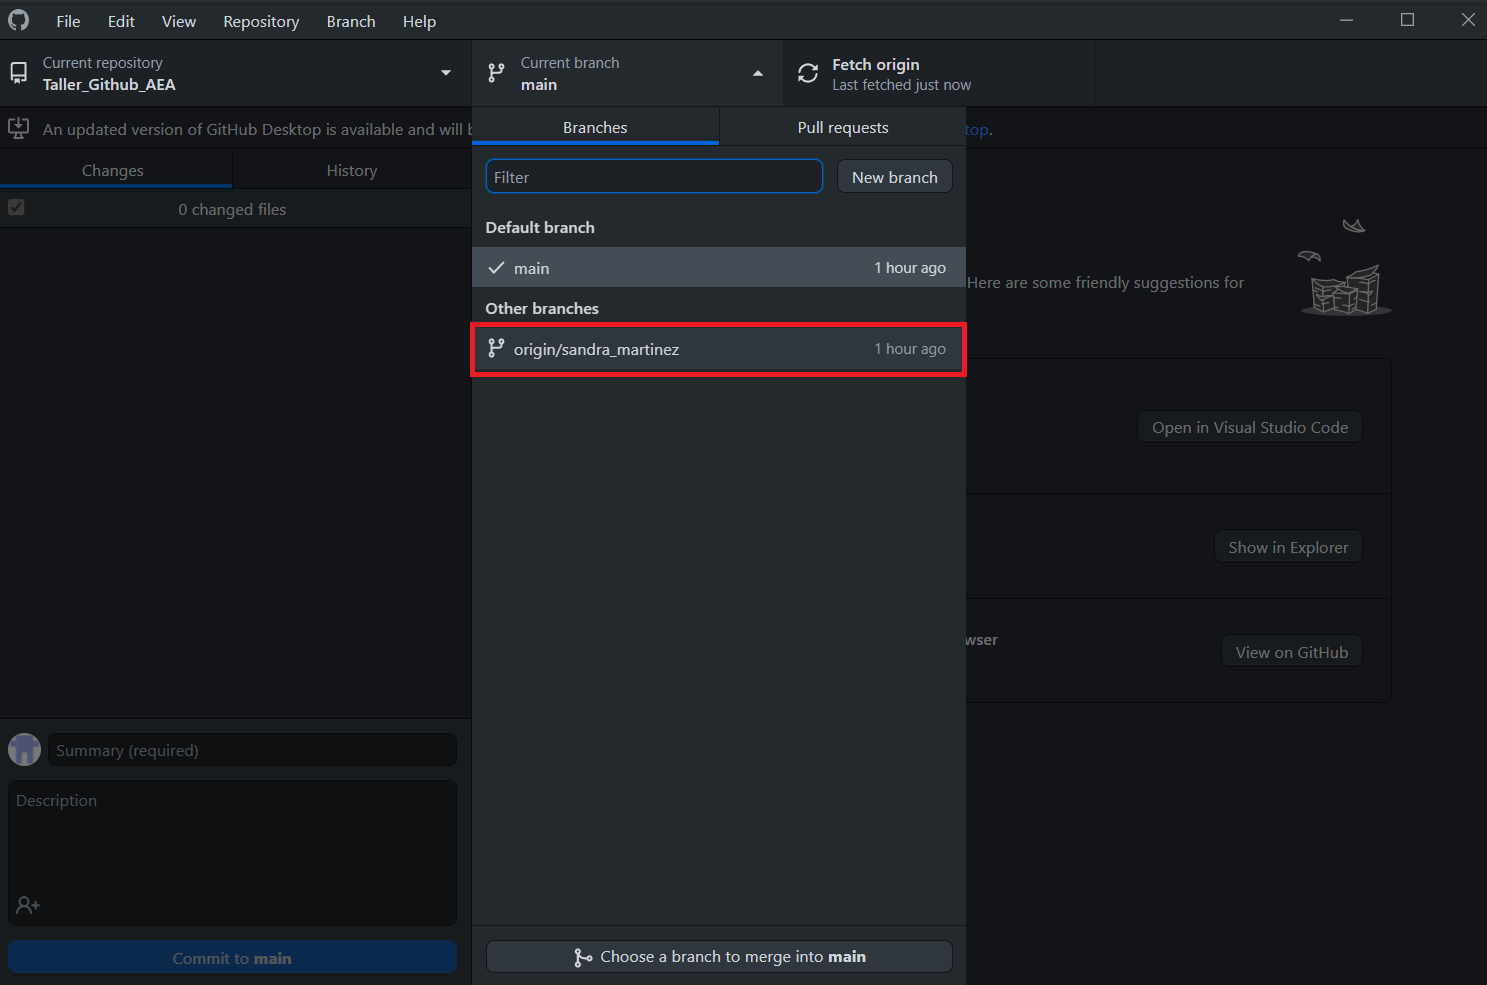 File Edit View Repository Branch Help
Current repository
Taller_Github_AEA
Current branch
main
Fetch origin
Last fetched just now
An updated version of GitHub Desktop is available and will
top.
Changes History
0 changed files
Branches Pull requests
Filter
New branch
Default branch
main 1 hour ago
Other branches
origin/sandra_martinez 1 hour ago
Here are some friendly suggestions for
Open in Visual Studio Code
Show in Explorer
wser
View on GitHub
Summary (required)
Description
Commit to main
Choose a branch to merge into main